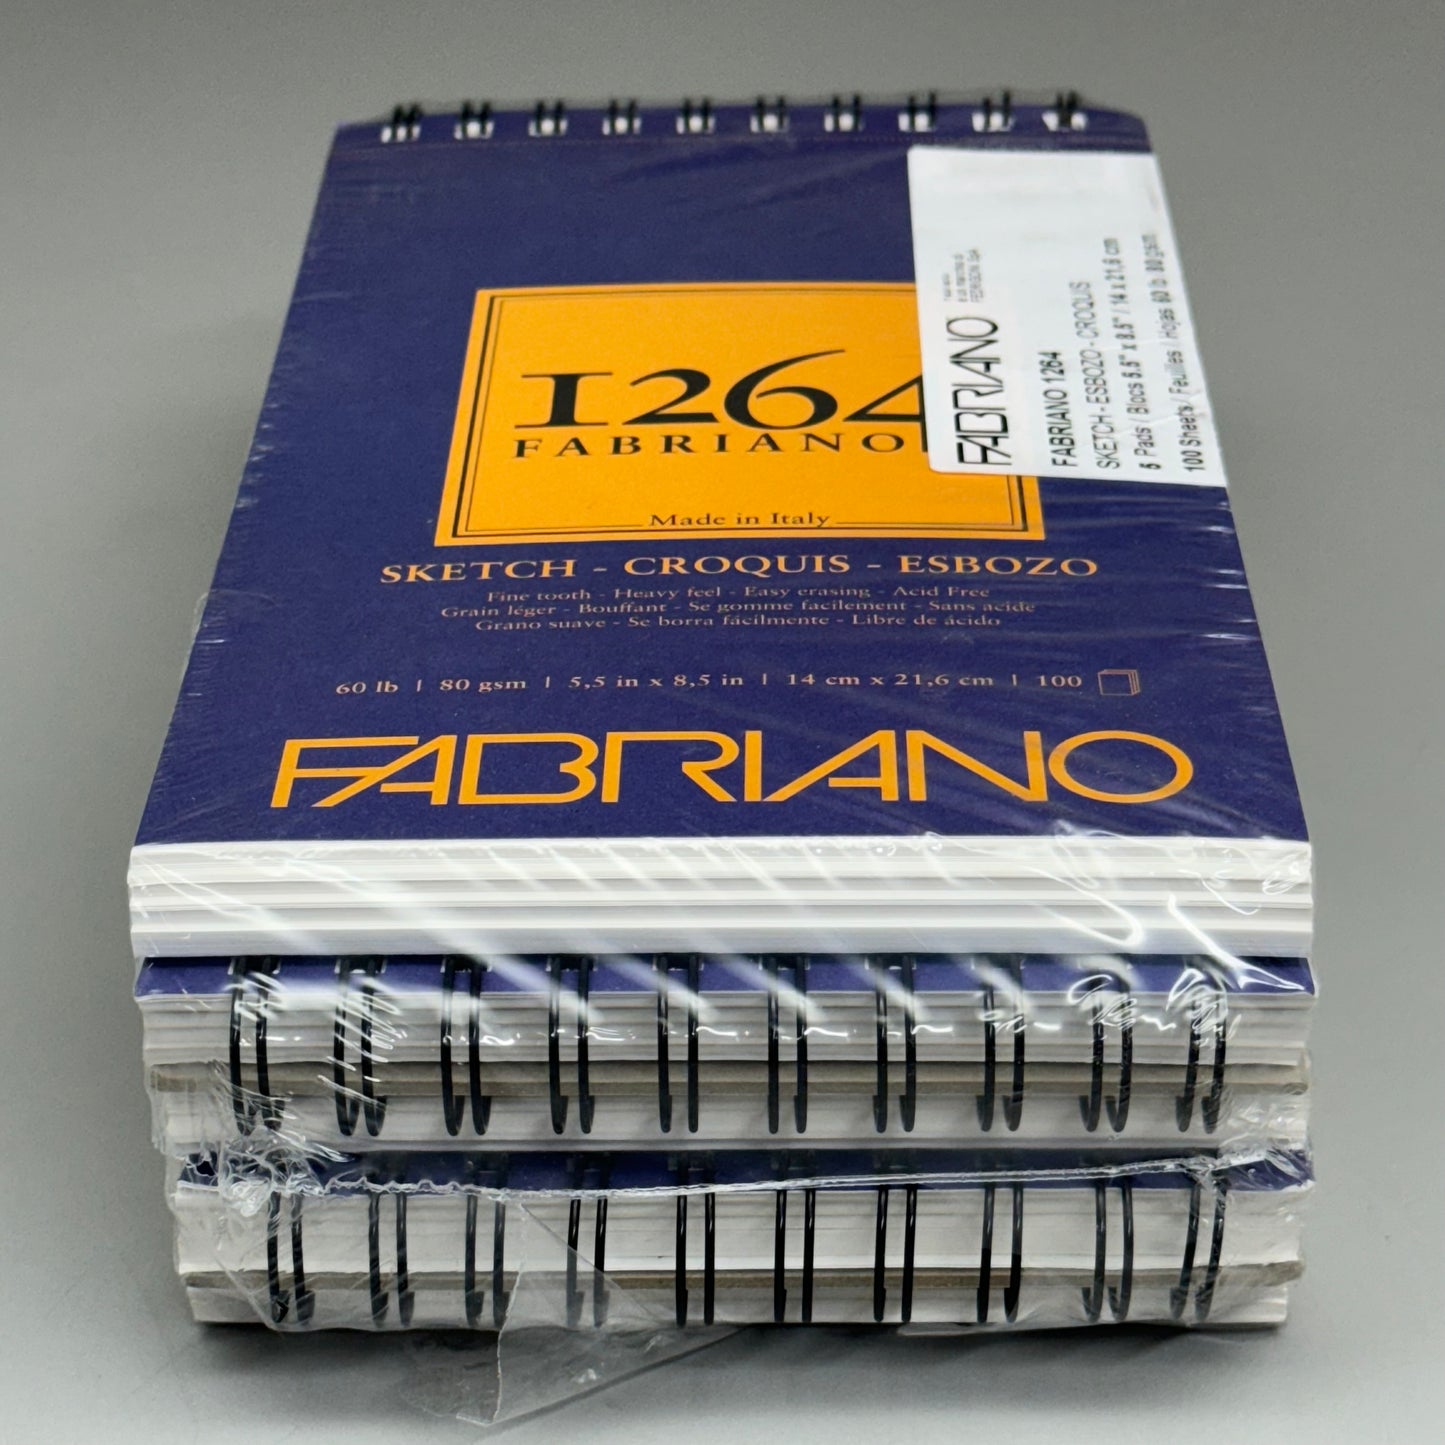 1264
FABRIANO
Made in Italy
SKETCH - CROQUIS - ESBOZO
Fine tooth - Heavy feel - Easy erasing - Acid Free
Grain léger - Bouffant - Se gomme facilement - Sans acide
Grano suave - Se borra fácilmente - Libre de ácido
60 lb | 80 gsm | 5,5 in x 8,5 in | 14 cm x 21,6 cm | 100
FABRIANO
FABRIANO
FEDRIGONI SpA
FABRIANO 1264
SKETCH - ESBOZO - CROQUIS
5 Pads / Blocs 5.5" x 8.5" / 14 x 21,6 cm
100 Sheets / Feuilles / Hojas 60 lb 80 gsm